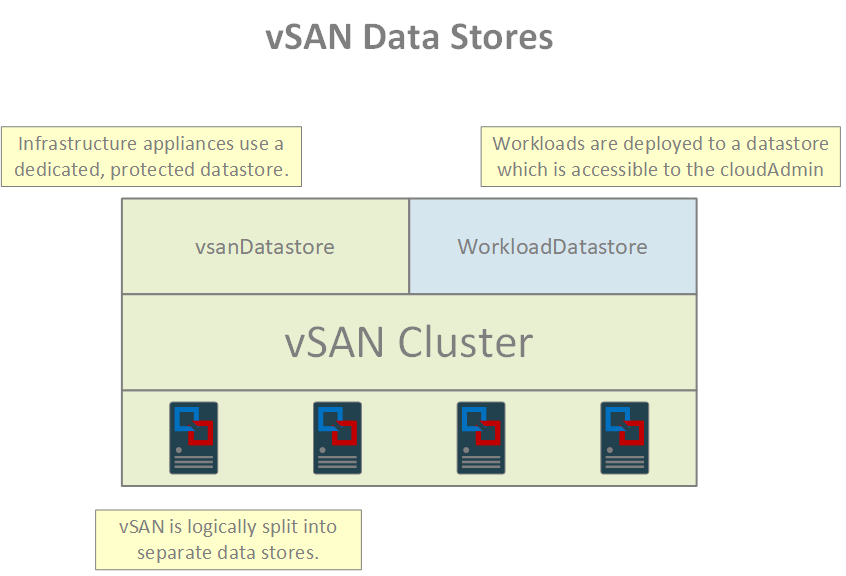 vSAN Data Stores
Infrastructure appliances use a
dedicated, protected datastore.
Workloads are deployed to a datastore
which is accessible to the cloudAdmin
vsanDatastore
WorkloadDatastore
vSAN Cluster
vSAN is logically split into
separate data stores.